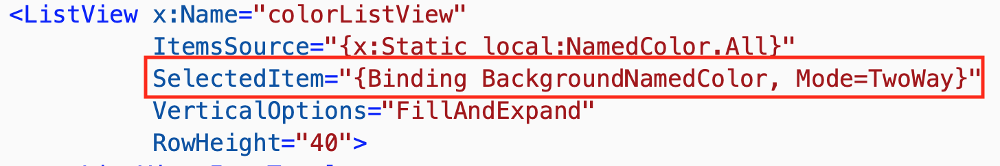 <ListView x:Name="colorListView"
ItemsSource="{x:Static local:NamedColor.All}"
SelectedItem="{Binding BackgroundNamedColor, Mode=TwoWay}"
VerticalOptions="FillAndExpand"
RowHeight="40">